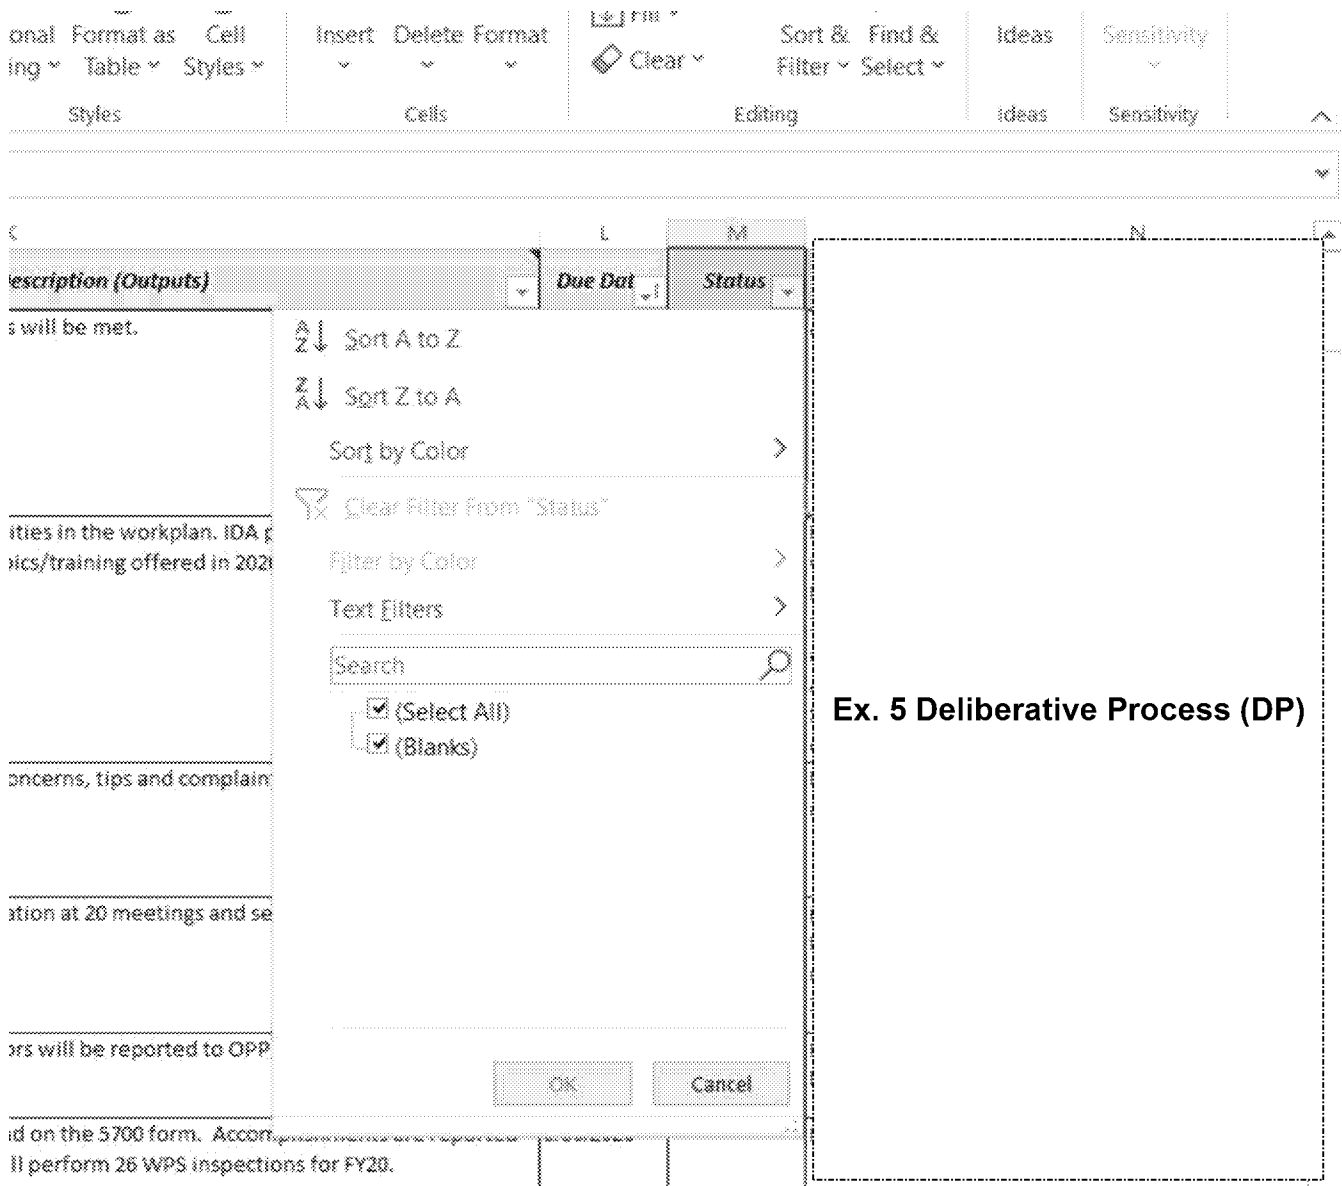 onal Format as Cell Insert Delete Format Fill Sort & Find & Ideas Sensitivity
ing Table Styles Clear Filter Select
Styles Cells Editing Ideas Sensitivity
L M N
escription (Outputs) Due Dat Status
s will be met.
Sort A to Z
Sort Z to A
Sort by Color
Clear Filter From "Status"
ities in the workplan. IDA p
pics/training offered in 202
Filter by Color
Text Filters
Search
(Select All)
(Blanks)
Ex. 5 Deliberative Process (DP)
oncerns, tips and complain
ation at 20 meetings and se
ors will be reported to OPP
OK Cancel
d on the 5700 form. Accom
ll perform 26 WPS inspections for FY20.